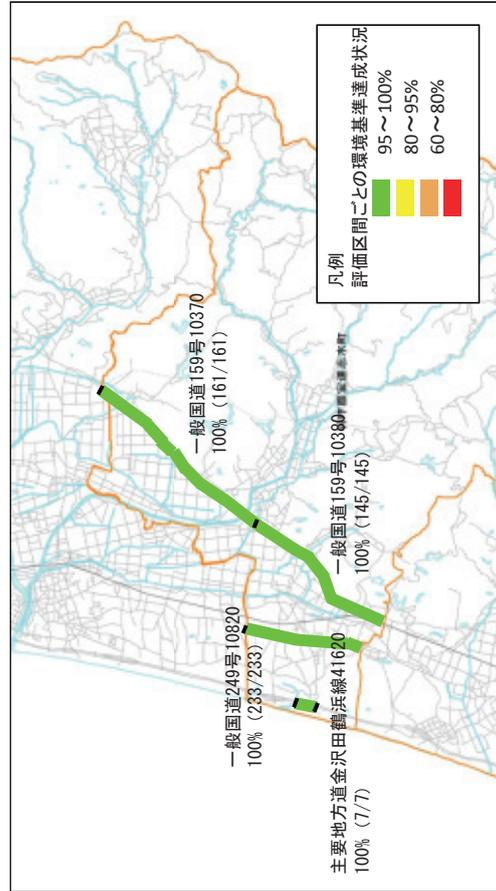 一般国道249号10820
100% (233/233)
主要地方道金沢田鶴浜線41620
100% (7/7)
一般国道159号10370
100% (161/161)
一般国道159号10380
100% (145/145)
凡例
評価区間ごとの環境基準達成状況
95～100%
80～95%
60～80%